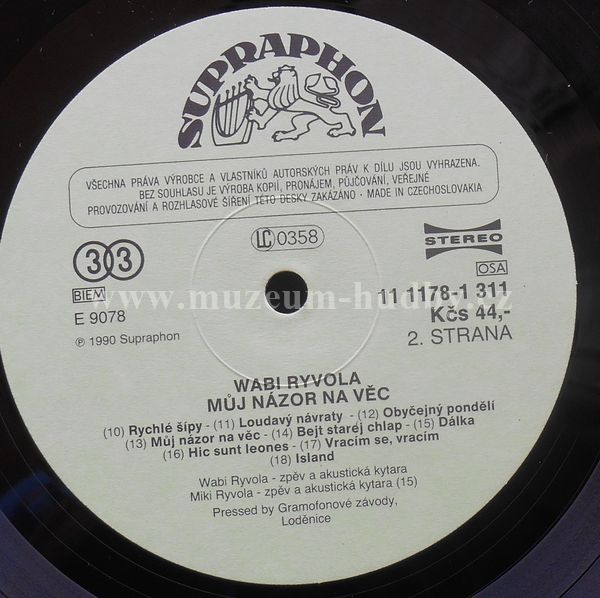 SUPRAPHON
VŠECHNA PRÁVA VÝROBCE A VLASTNÍKŮ AUTORSKÝCH PRÁV K DÍLU JSOU VYHRAZENA.
BEZ SOUHLASU JE VÝROBA KOPIÍ, PRONÁJEM, PŮJČOVÁNÍ, VEŘEJNÉ
PROVOZOVÁNÍ A ROZHLASOVÉ ŠÍŘENÍ TÉTO DESKY ZAKÁZÁNO · MADE IN CZECHOSLOVAKIA
33
LC 0358
STEREO
OSA
BIEM
11 1178-1 311
www.muzeum-hudby.cz
E 9078
Kčs 44,-
℗ 1990 Supraphon
2. STRANA
WABI RYVOLA
MŮJ NÁZOR NA VĚC
(10) Rychlé šípy - (11) Loudavý návraty - (12) Obyčejný pondělí
(13) Můj názor na věc - (14) Bejt starej chlap - (15) Dálka
(16) Hic sunt leones - (17) Vracím se, vracím
(18) Island
Wabi Ryvola - zpěv a akustická kytara
Miki Ryvola - zpěv a akustická kytara (15)
Pressed by Gramofonové závody,
Loděnice